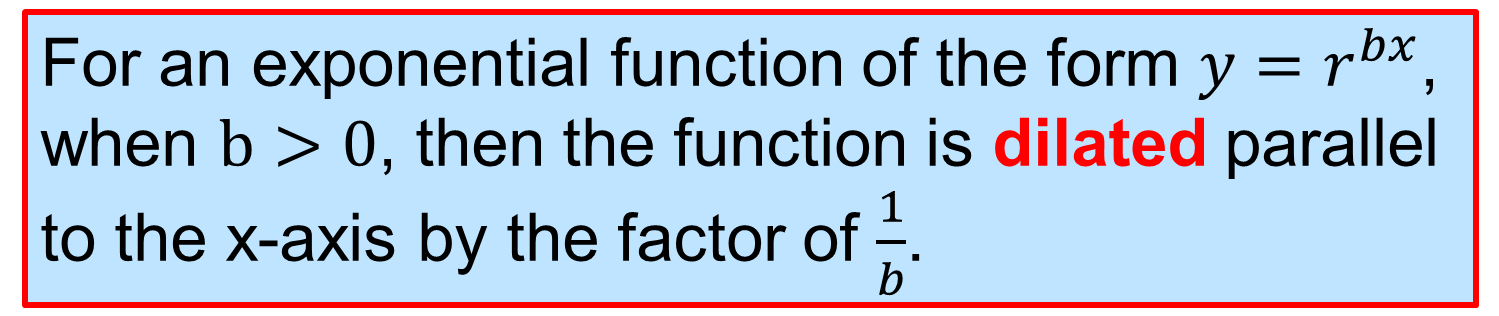 For an exponential function of the form $y = r^{bx}$,
when b > 0, then the function is dilated parallel
to the x-axis by the factor of $\frac{1}{b}$.